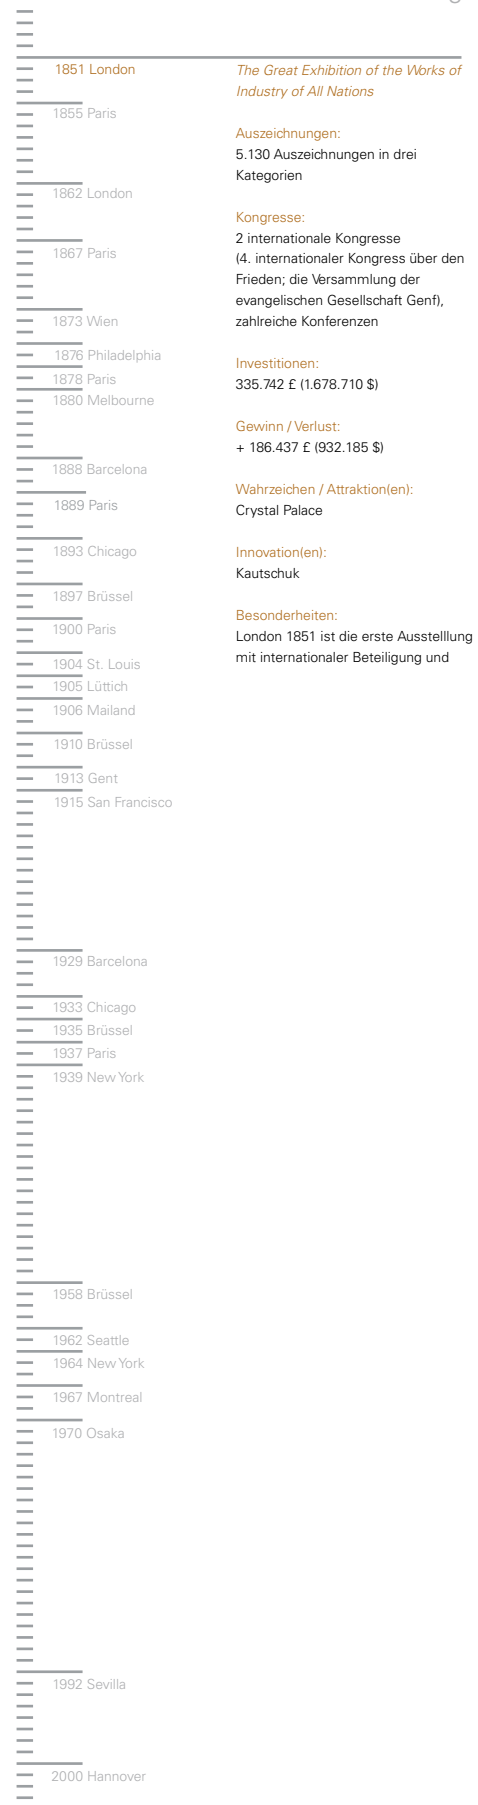 1851 London
The Great Exhibition of the Works of
Industry of All Nations
Auszeichnungen:
5.130 Auszeichnungen in drei
Kategorien
Kongresse:
2 internationale Kongresse
(4. internationaler Kongress über den
Frieden; die Versammlung der
evangelischen Gesellschaft Genf),
zahlreiche Konferenzen
Investitionen:
335.742 £ (1.678.710 $)
Gewinn / Verlust:
+ 186.437 £ (932.185 $)
Wahrzeichen / Attraktion(en):
Crystal Palace
Innovation(en):
Kautschuk
Besonderheiten:
London 1851 ist die erste Ausstelllung
mit internationaler Beteiligung und
1855 Paris
1862 London
1867 Paris
1873 Wien
1876 Philadelphia
1878 Paris
1880 Melbourne
1888 Barcelona
1889 Paris
1893 Chicago
1897 Brüssel
1900 Paris
1904 St. Louis
1905 Lüttich
1906 Mailand
1910 Brüssel
1913 Gent
1915 San Francisco
1929 Barcelona
1933 Chicago
1935 Brüssel
1937 Paris
1939 New York
1958 Brüssel
1962 Seattle
1964 New York
1967 Montreal
1970 Osaka
1992 Sevilla
2000 Hannover